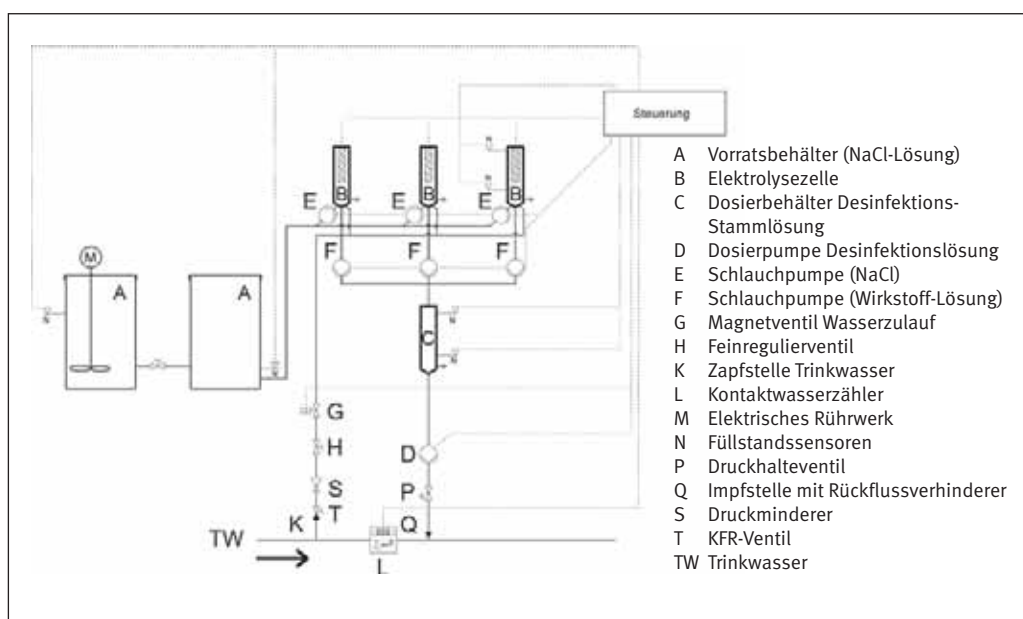 Steuerung
B
B
B
E
E
E
F
F
F
M
A
A
C
G
H
D
S
P
T
K
Q
TW
L
A Vorratsbehälter (NaCl-Lösung)
B Elektrolysezelle
C Dosierbehälter Desinfektions-
Stammlösung
D Dosierpumpe Desinfektionslösung
E Schlauchpumpe (NaCl)
F Schlauchpumpe (Wirkstoff-Lösung)
G Magnetventil Wasserzulauf
H Feinregulierventil
K Zapfstelle Trinkwasser
L Kontaktwasserzähler
M Elektrisches Rührwerk
N Füllstandssensoren
P Druckhalteventil
Q Impfstelle mit Rückflussverhinderer
S Druckminderer
T KFR-Ventil
TW Trinkwasser